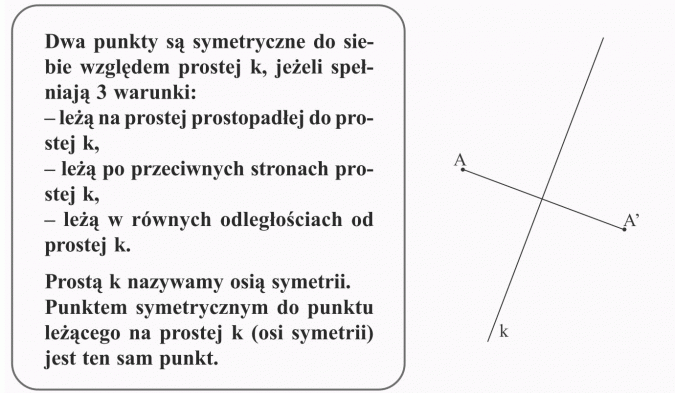 Dwa punkty są symetryczne do sie-
bie względem prostej k, jeżeli speł-
niają 3 warunki:
– leżą na prostej prostopadłej do pro-
stej k,
– leżą po przeciwnych stronach pro-
stej k,
– leżą w równych odległościach od
prostej k.
Prostą k nazywamy osią symetrii.
Punktem symetrycznym do punktu
leżącego na prostej k (osi symetrii)
jest ten sam punkt.
A
A’
k